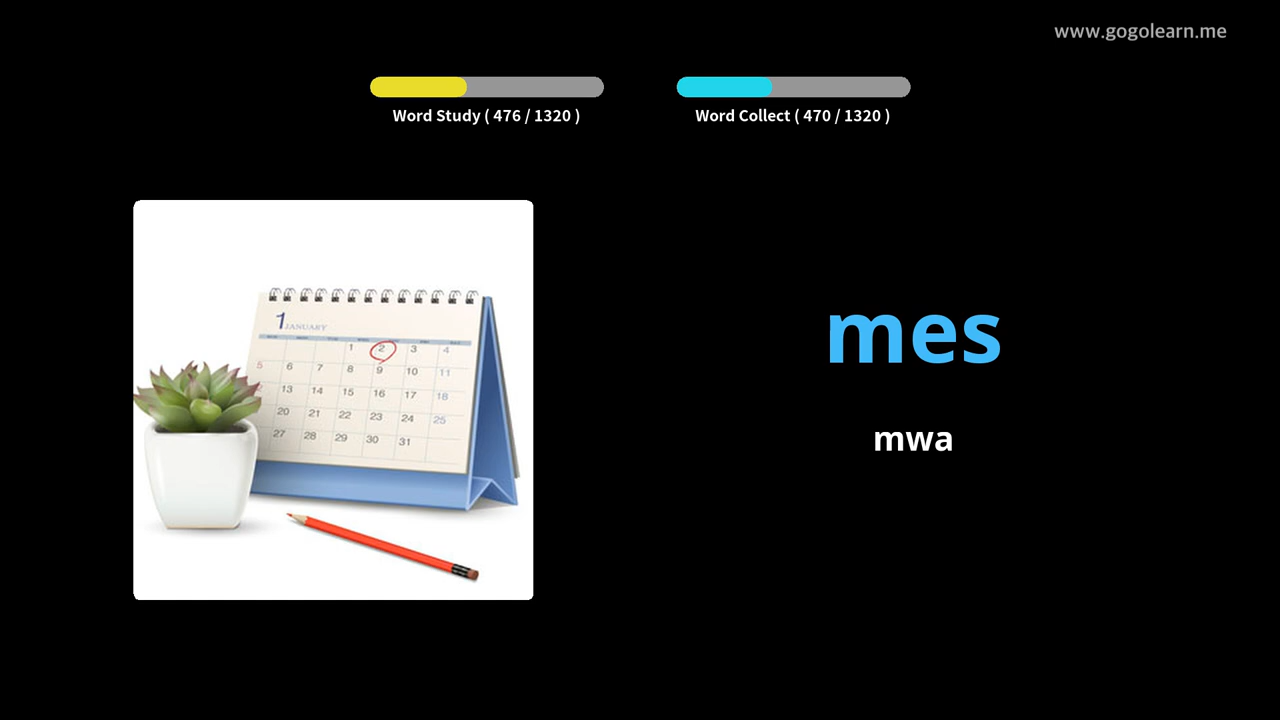 www.gogolearn.me
Word Study ( 476 / 1320 )
Word Collect ( 470 / 1320 )
mes
mwa
1 JANUARY
1 2 3 4
5 6 7 8 9 10 11
13 14 15 16 17 18
20 21 22 23 24 25
27 28 29 30 31